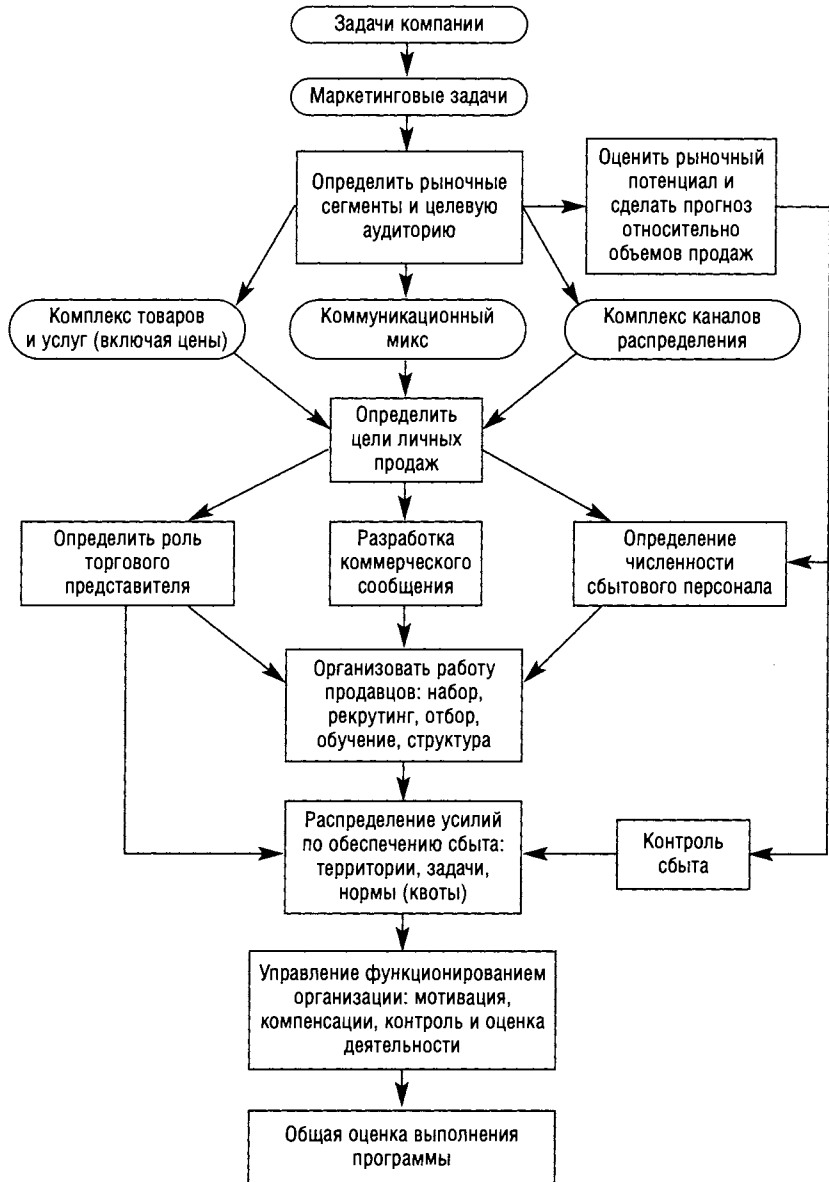 Задачи компании
Маркетинговые задачи
Определить рыночные
сегменты и целевую
аудиторию
Оценить рыночный
потенциал и
сделать прогноз
относительно
объемов продаж
Комплекс товаров
и услуг (включая цены)
Коммуникационный
микс
Комплекс каналов
распределения
Определить
цели личных
продаж
Определить роль
торгового
представителя
Разработка
коммерческого
сообщения
Определение
численности
сбытового персонала
Организовать работу
продавцов: набор,
рекрутинг, отбор,
обучение, структура
Распределение усилий
по обеспечению сбыта:
территории, задачи,
нормы (квоты)
Контроль
сбыта
Управление функционированием
организации: мотивация,
компенсации, контроль и оценка
деятельности
Общая оценка выполнения
программы